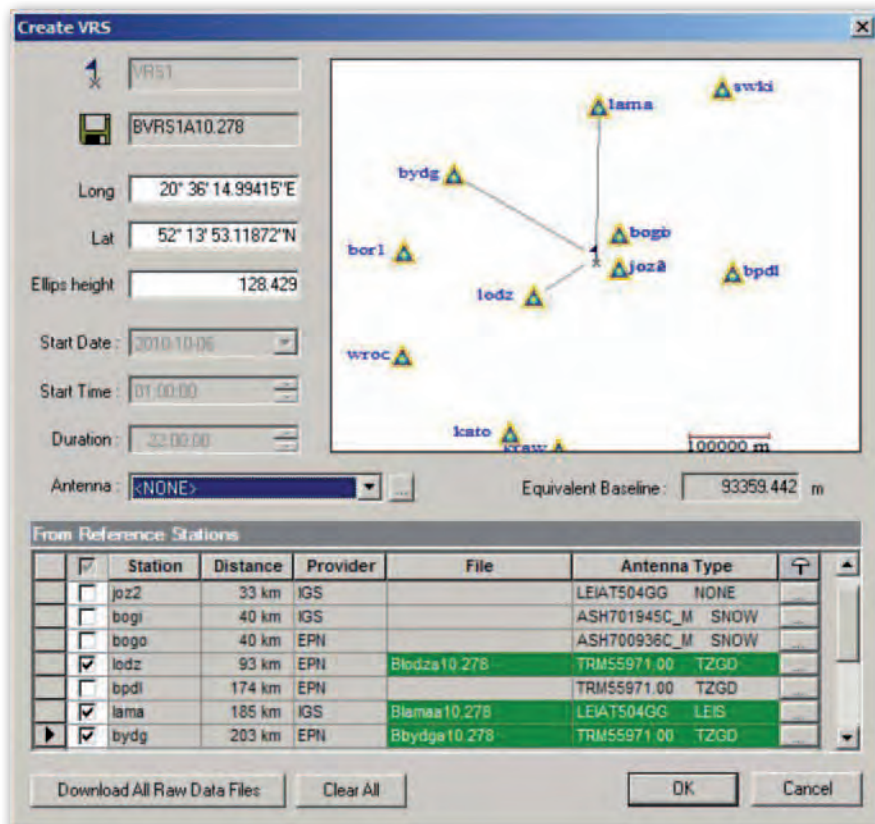 Create VRS
VRS1
BVRS1A10.278
Long 20° 36' 14.99415"E
Lat 52° 13' 53.11872"N
Ellips height 128.429
Start Date : 2010-10-06
Start Time : 01:00:00
Duration : 22:00:00
lama
swki
bydg
bogb
bor1
joz2
bpdl
lodz
wroc
kato
kraw
100000 m
Antenna : <NONE> ...
Equivalent Baseline : 93359.442 m
From Reference Stations
Station Distance Provider File Antenna Type
joz2 33 km IGS LEIAT504GG NONE ...
bogi 40 km IGS ASH701945C_M SNOW ...
bogo 40 km EPN ASH700936C_M SNOW ...
lodz 93 km EPN Blodza10.278 TRM55971.00 TZGD ...
bpdl 174 km EPN TRM55971.00 TZGD ...
lama 185 km IGS Blamaa10.278 LEIAT504GG LEIS ...
bydg 203 km EPN Bbydga10.278 TRM55971.00 TZGD ...
Download All Raw Data Files Clear All OK Cancel